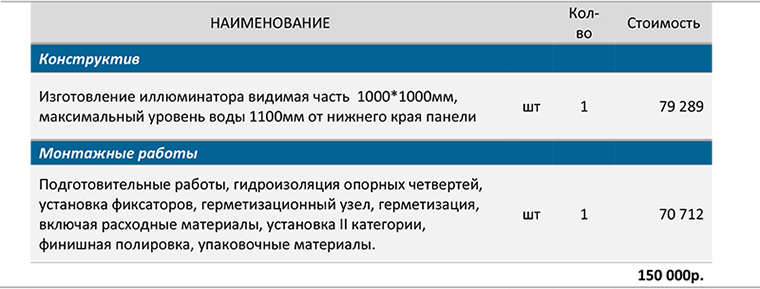 НАИМЕНОВАНИЕ Кол-во Стоимость
Конструктив
Изготовление иллюминатора видимая часть 1000*1000мм,
максимальный уровень воды 1100мм от нижнего края панели шт 1 79 289
Монтажные работы
Подготовительные работы, гидроизоляция опорных четвертей,
установка фиксаторов, герметизационный узел, герметизация,
включая расходные материалы, установка II категории,
финишная полировка, упаковочные материалы. шт 1 70 712
150 000р.